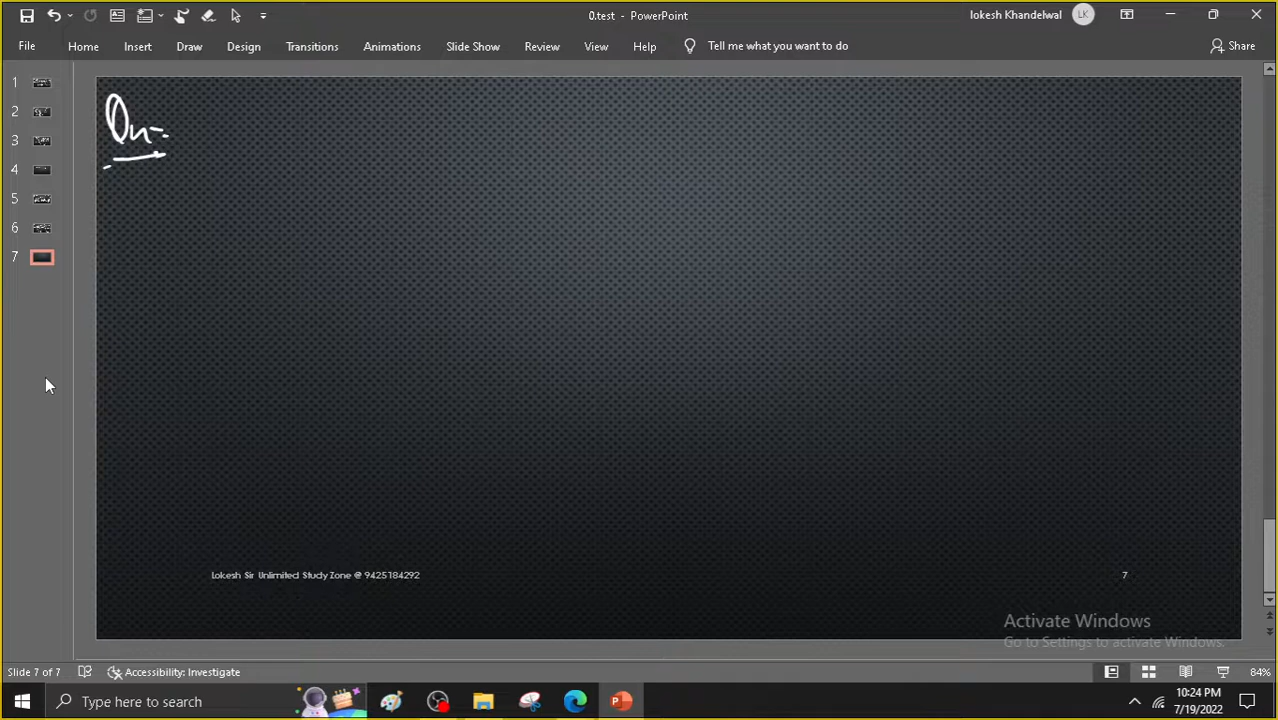 0.test - PowerPoint
lokesh Khandelwal
LK
File
Home
Insert
Draw
Design
Transitions
Animations
Slide Show
Review
View
Help
Tell me what you want to do
Share
1
2
3
4
5
6
7
Qn:-
Lokesh Sir Unlimited Study Zone @ 9425184292
7
Activate Windows
Go to Settings to activate Windows.
Slide 7 of 7
Accessibility: Investigate
84%
Type here to search
10:24 PM
7/19/2022